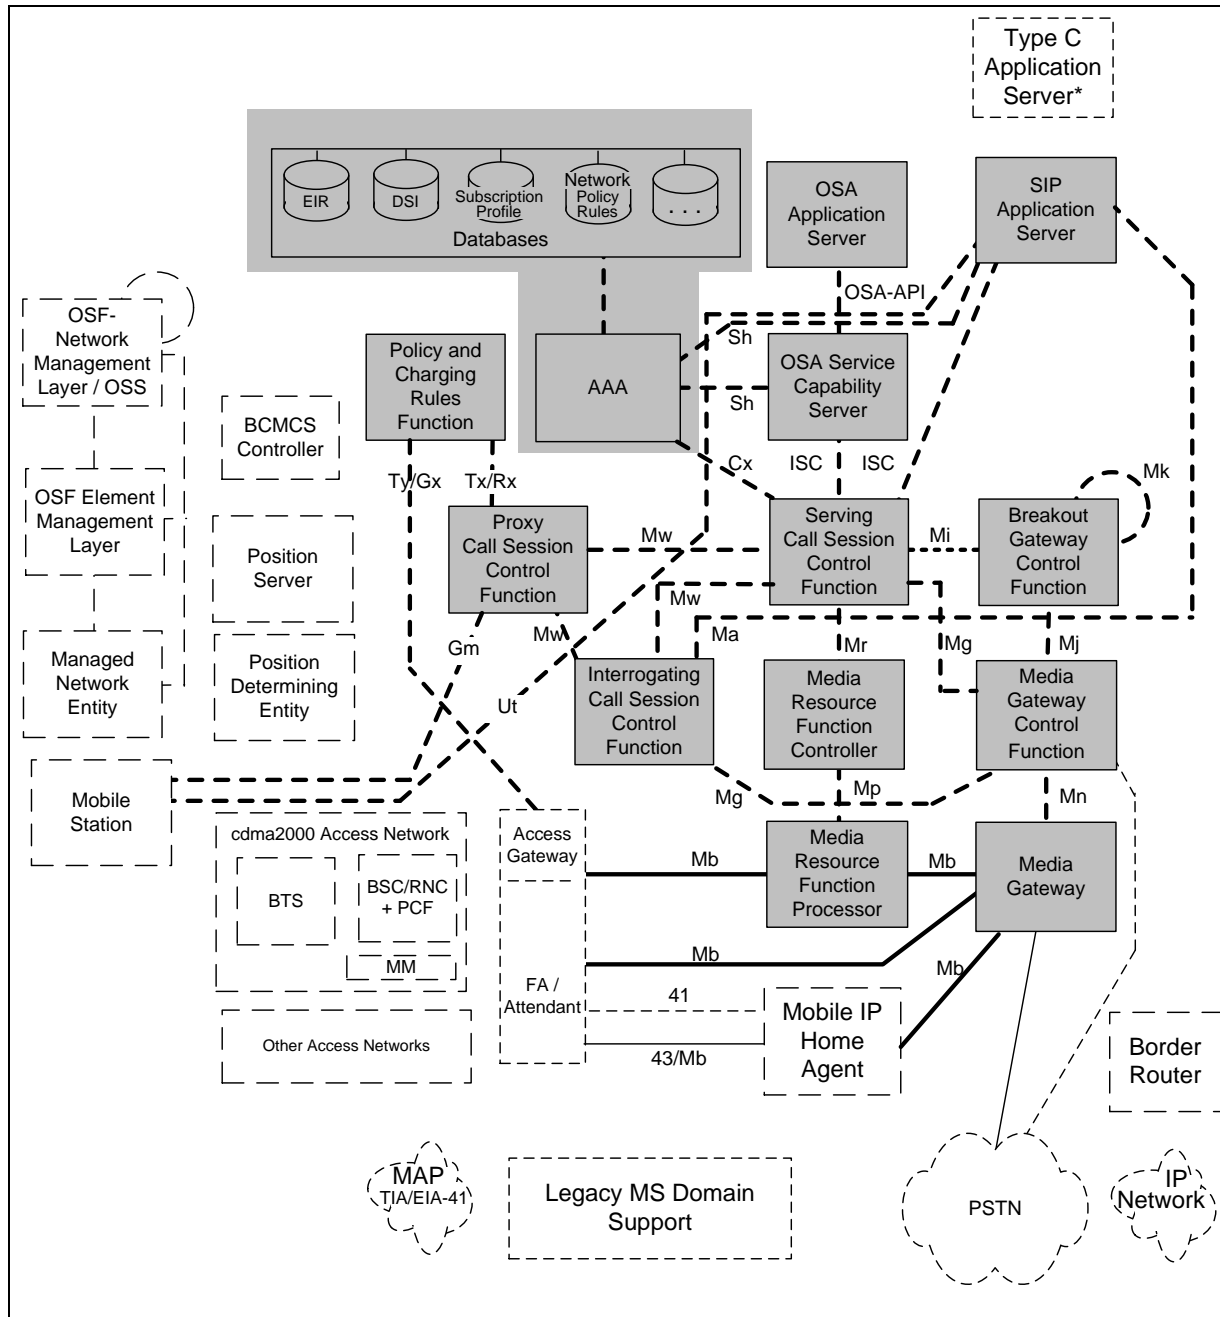 Type C
Application
Server*
EIR
DSI
Subscription
Profile
Network
Policy
Rules
. . .
Databases
OSA
Application
Server
SIP
Application
Server
OSA-API
OSF-
Network
Management
Layer / OSS
Policy and
Charging
Rules
Function
AAA
Sh
OSA Service
Capability
Server
Sh
BCMCS
Controller
Ty/Gx
Tx/Rx
Cx
ISC
ISC
Mk
OSF Element
Management
Layer
Position
Server
Proxy
Call Session
Control
Function
Mw
Serving
Call Session
Control
Function
Mi
Breakout
Gateway
Control
Function
Mw
Mw
Ma
Mr
Mg
Mj
Gm
Managed
Network
Entity
Position
Determining
Entity
Ut
Interrogating
Call Session
Control
Function
Media
Resource
Function
Controller
Media
Gateway
Control
Function
Mobile
Station
Mg
Mp
Mn
cdma2000 Access Network
BTS
BSC/RNC
+ PCF
MM
Access
Gateway
Mb
Media
Resource
Function
Processor
Mb
Media
Gateway
Mb
Mb
FA /
Attendant
41
43/Mb
Mobile IP
Home
Agent
Other Access Networks
Border
Router
MAP
TIA/EIA-41
Legacy MS Domain
Support
PSTN
IP
Network